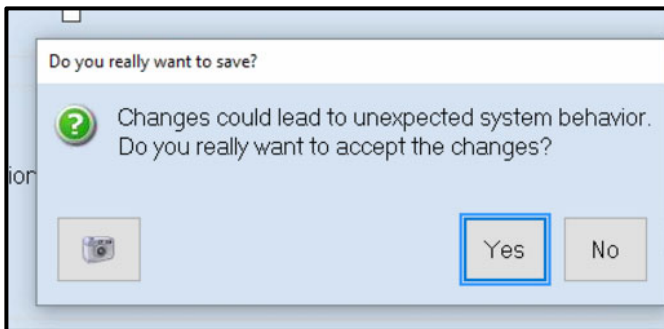 Do you really want to save?
Changes could lead to unexpected system behavior.
Do you really want to accept the changes?
ion
Yes
No